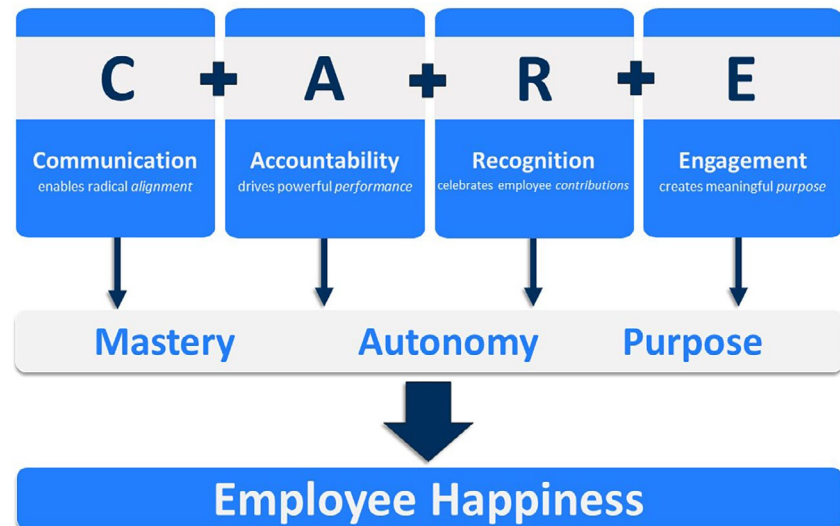 C + A + R + E
Communication
enables radical alignment
Accountability
drives powerful performance
Recognition
celebrates employee contributions
Engagement
creates meaningful purpose
Mastery Autonomy Purpose
Employee Happiness